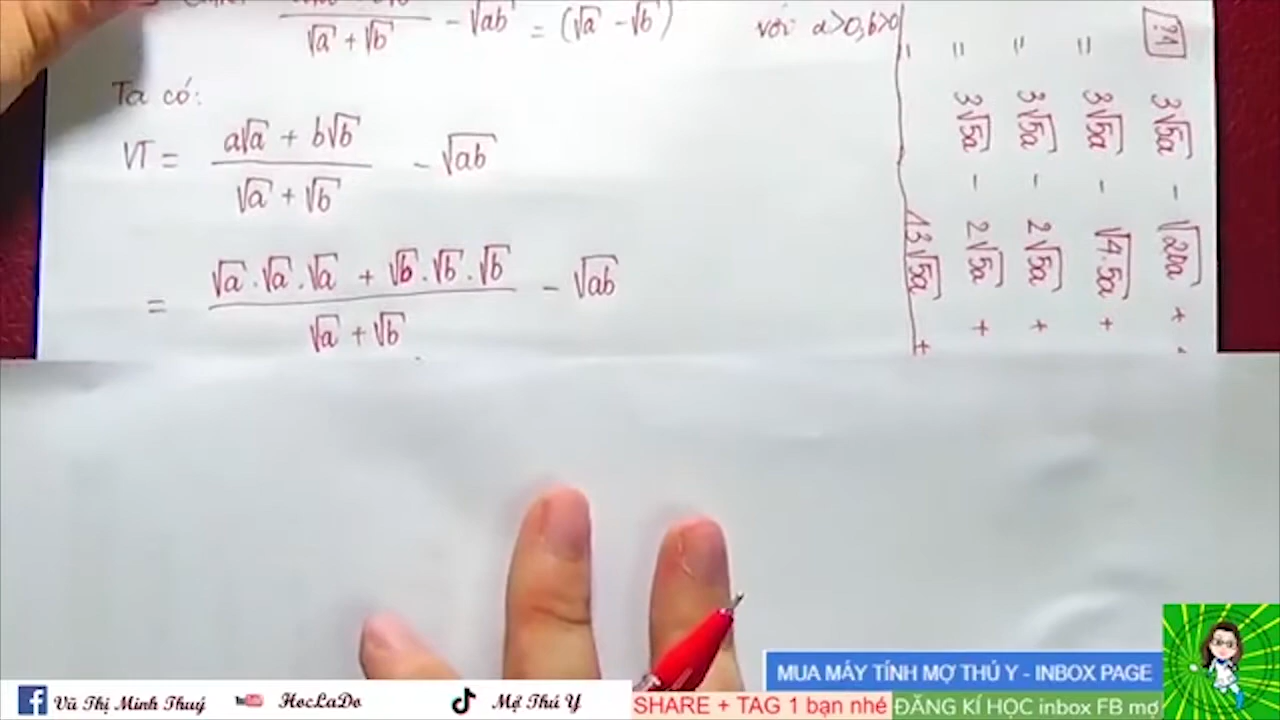 √a + √b - √ab = (√a - √b) với a>0, b>0
Ta có:
VT = a√a + b√b - √ab
√a + √b
= √a.√a.√a + √b.√b.√b - √ab
√a + √b
?1 3√5a - √20a +
= 3√5a - √4.5a +
= 3√5a - 2√5a +
= 3√5a - 2√5a +
= 13√5a +
MUA MÁY TÍNH MỢ THÚ Y - INBOX PAGE
Vũ Thị Minh Thuý HocLaDo Mợ Thú Y SHARE + TAG 1 bạn nhé ĐĂNG KÍ HỌC inbox FB mợ